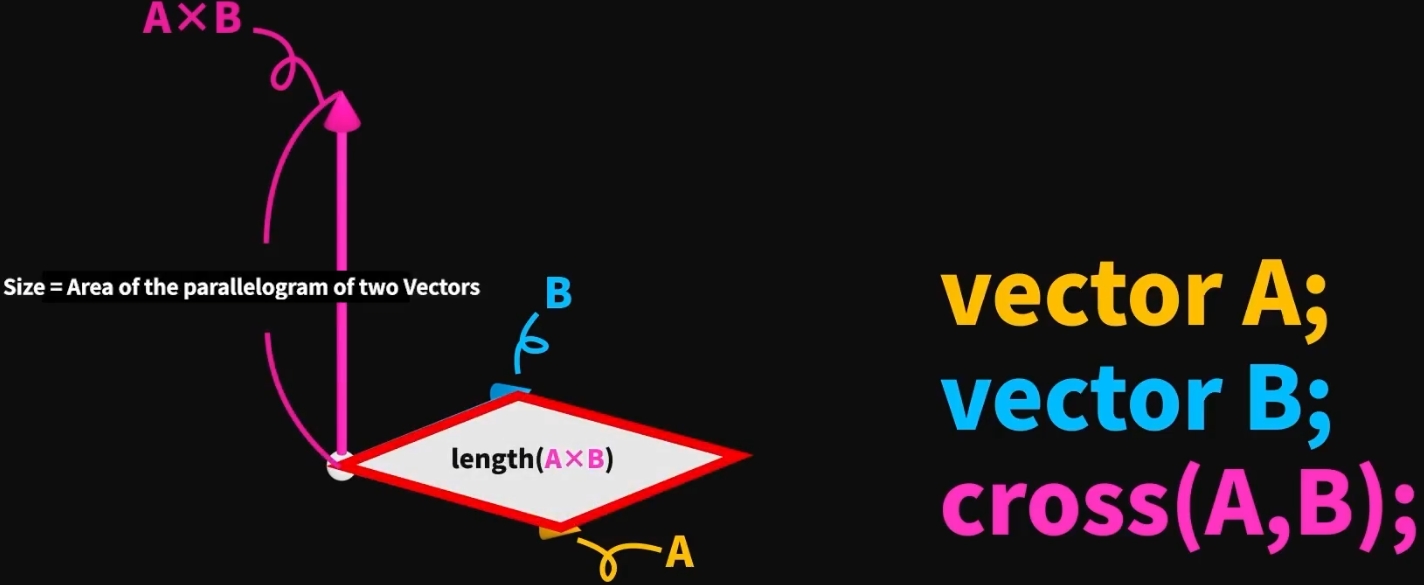 A×B
Size = Area of the parallelogram of two Vectors
B
length(A×B)
A
vector A;
vector B;
cross(A,B);